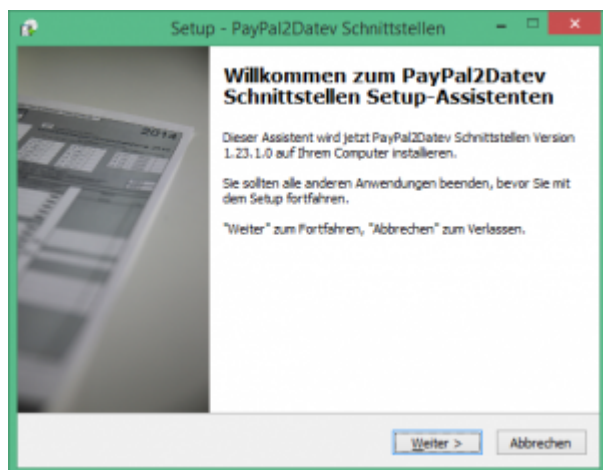 Setup - PayPal2Datev Schnittstellen
Willkommen zum PayPal2Datev
Schnittstellen Setup-Assistenten
Dieser Assistent wird jetzt PayPal2Datev Schnittstellen Version
1.23.1.0 auf Ihrem Computer installieren.
Sie sollten alle anderen Anwendungen beenden, bevor Sie mit
dem Setup fortfahren.
"Weiter" zum Fortfahren, "Abbrechen" zum Verlassen.
2014
Weiter >
Abbrechen